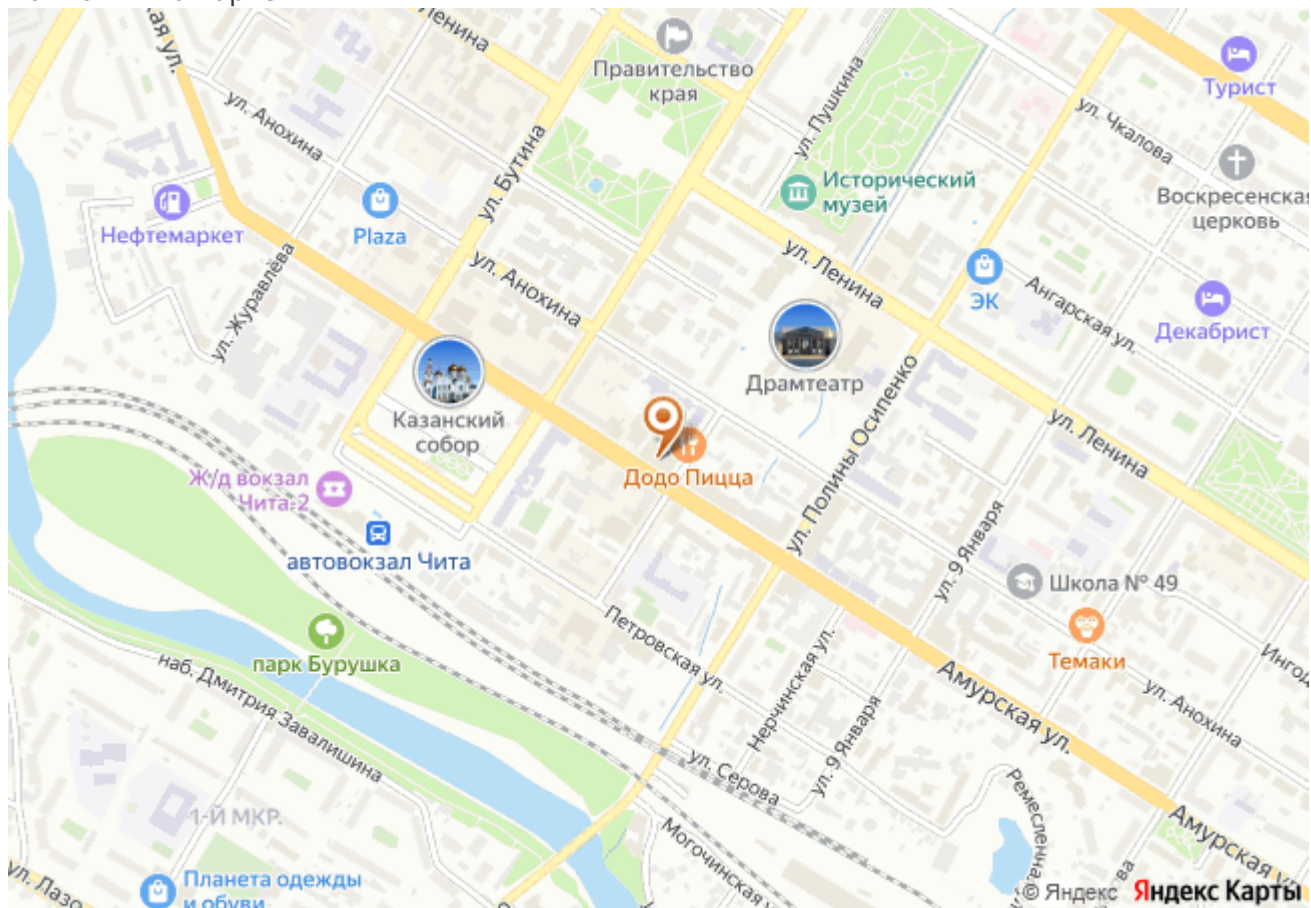 Ленина
Правительство
края
Турист
ул. Чкалова
ул. Пушкина
ул. Анохина
кая ул.
ул. Бутина
Воскресенская
церковь
Исторический
музей
Нефтемаркет
Plaza
ул. Ленина
ул. Анохина
ЭК
Ангарская ул.
Декабрист
ул. Журавлёва
Драмтеатр
Казанский
собор
ул. Полины Осипенко
ул. Ленина
Додо Пицца
Ж/д вокзал
Чита-2
автовокзал Чита
ул. 9 Января
Школа № 49
Темаки
Петровская ул.
парк Бурушка
наб. Дмитрия Завалишина
Нерчинская ул.
Амурская ул.
Ингод
ул. Анохина
ул. 9 Января
ул. Серова
1-Й МКР.
Могочинская ул.
Ремесленная
Амурская ул.
ул. Лазо
Планета одежды
и обуви
© Яндекс Яндекс Карты